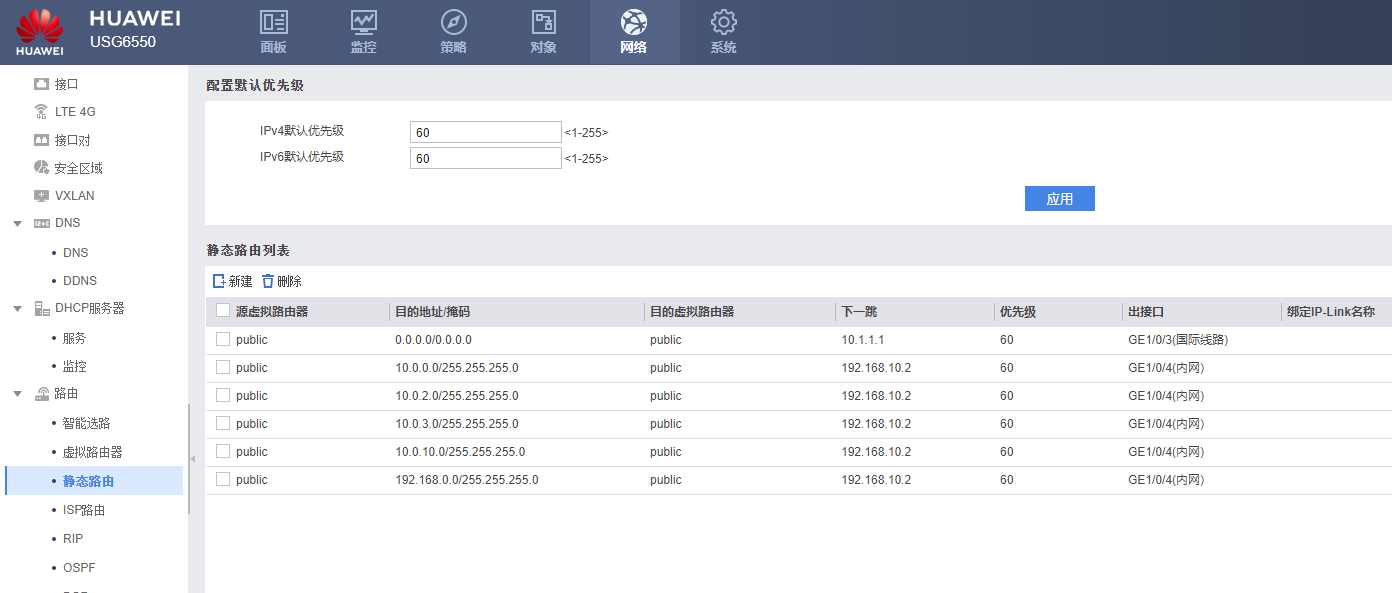 HUAWEI
HUAWEI
USG6550
面板
监控
策略
对象
网络
系统
接口
LTE 4G
接口对
安全区域
VXLAN
DNS
DNS
DDNS
DHCP服务器
服务
监控
路由
智能选路
虚拟路由器
静态路由
ISP路由
RIP
OSPF
配置默认优先级
IPv4默认优先级 60 <1-255>
IPv6默认优先级 60 <1-255>
应用
静态路由列表
新建 删除
源虚拟路由器 目的地址/掩码 目的虚拟路由器 下一跳 优先级 出接口 绑定IP-Link名称
public 0.0.0.0/0.0.0.0 public 10.1.1.1 60 GE1/0/3(国际线路)
public 10.0.0.0/255.255.255.0 public 192.168.10.2 60 GE1/0/4(内网)
public 10.0.2.0/255.255.255.0 public 192.168.10.2 60 GE1/0/4(内网)
public 10.0.3.0/255.255.255.0 public 192.168.10.2 60 GE1/0/4(内网)
public 10.0.10.0/255.255.255.0 public 192.168.10.2 60 GE1/0/4(内网)
public 192.168.0.0/255.255.255.0 public 192.168.10.2 60 GE1/0/4(内网)